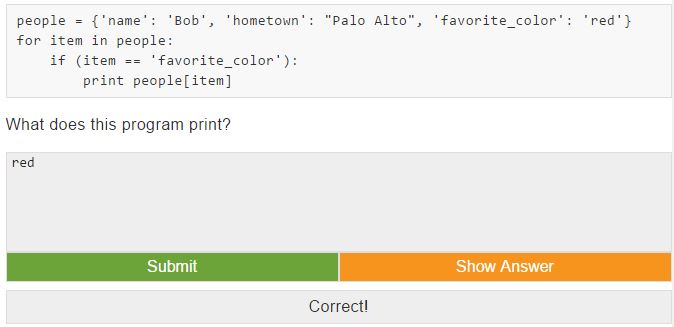 people = {'name': 'Bob', 'hometown': "Palo Alto", 'favorite_color': 'red'}
for item in people:
    if (item == 'favorite_color'):
        print people[item]
What does this program print?
red
Submit Show Answer
Correct!